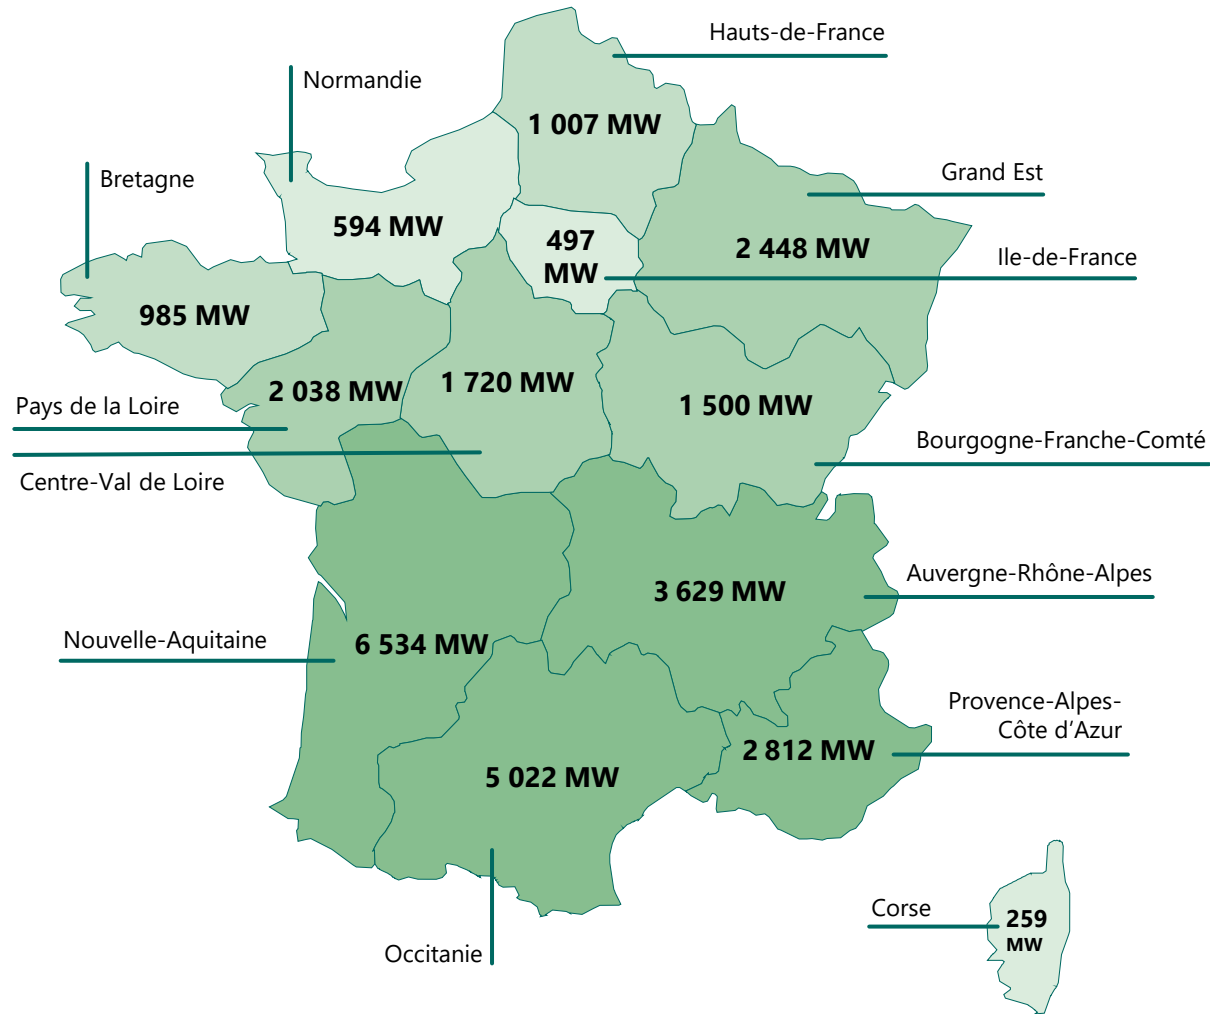 Hauts-de-France
Normandie
1 007 MW
Bretagne
Grand Est
594 MW
497
MW
2 448 MW
Ile-de-France
985 MW
2 038 MW
1 720 MW
1 500 MW
Pays de la Loire
Bourgogne-Franche-Comté
Centre-Val de Loire
Auvergne-Rhône-Alpes
3 629 MW
Nouvelle-Aquitaine
6 534 MW
Provence-Alpes-
Côte d’Azur
2 812 MW
5 022 MW
Corse
259
MW
Occitanie